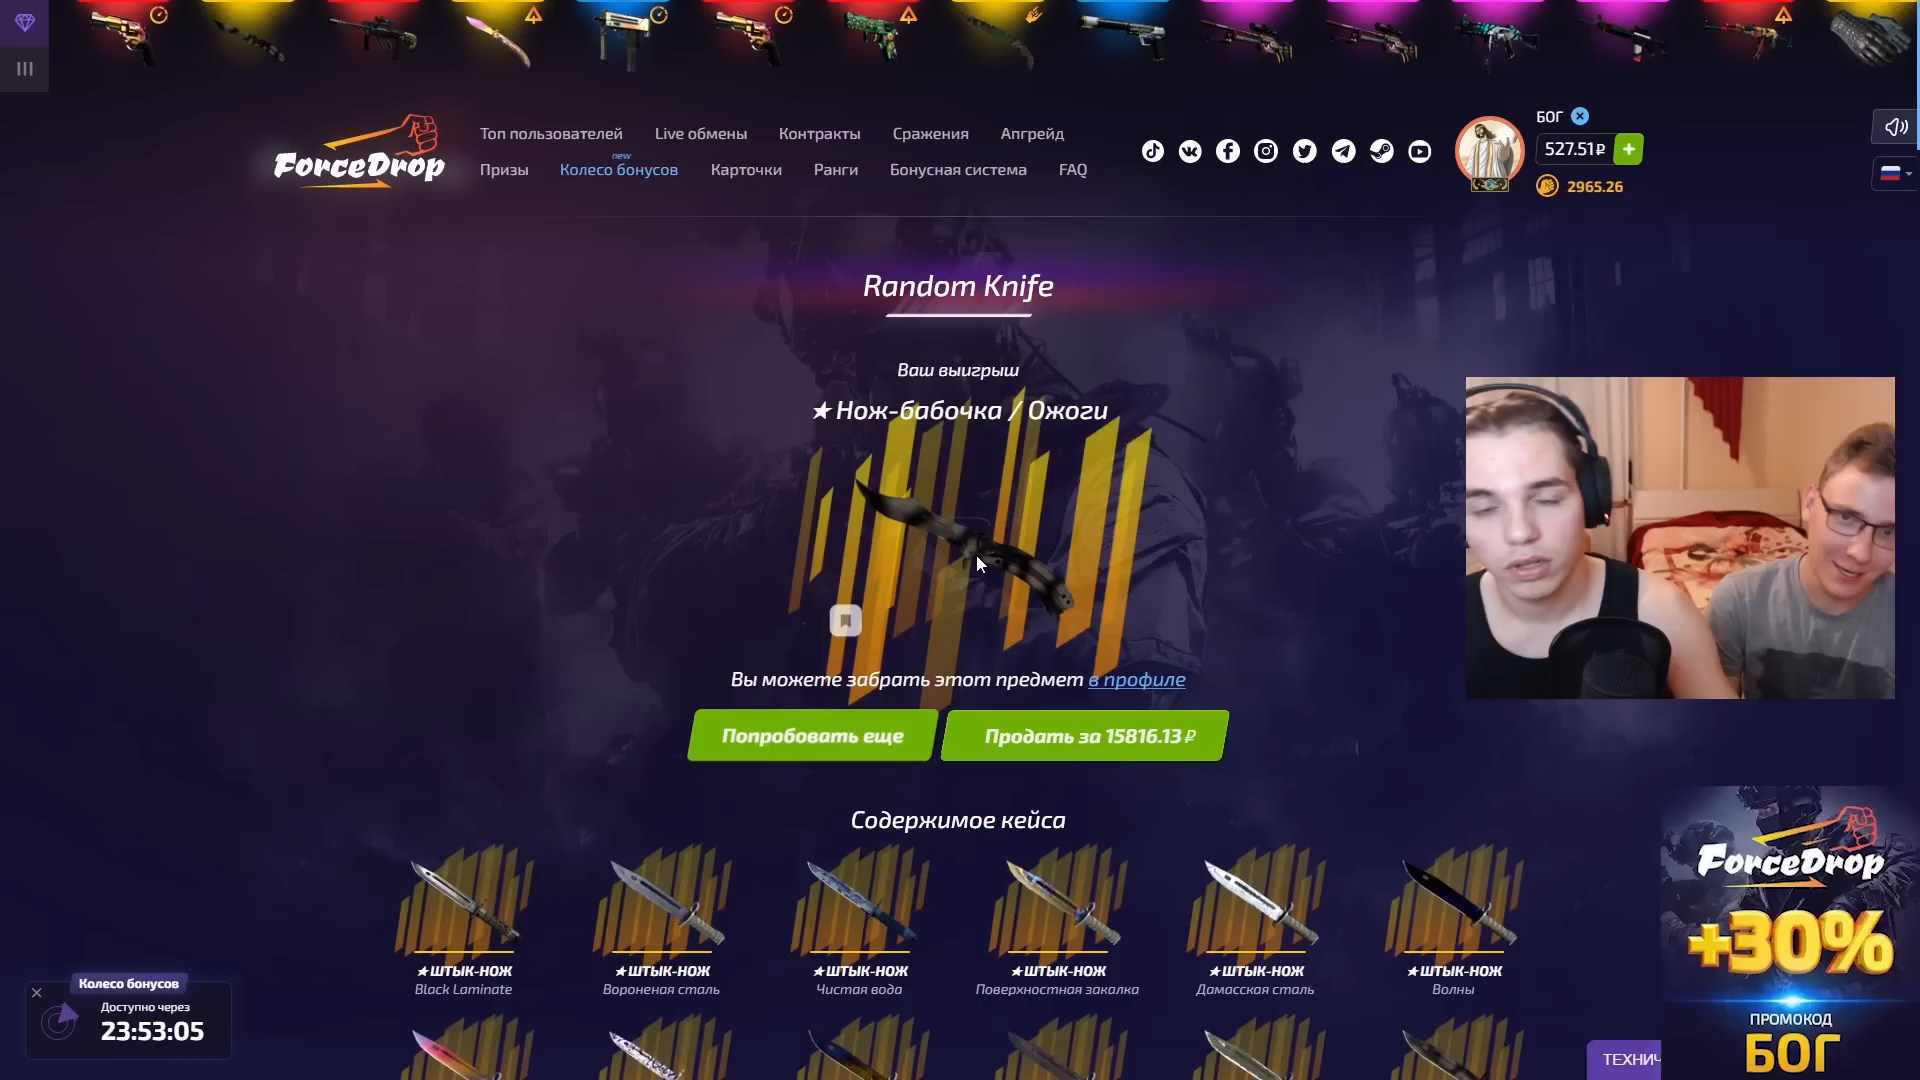 ForceDrop
Топ пользователей
Live обмены
Контракты
Сражения
Апгрейд
Призы
new
Колесо бонусов
Карточки
Ранги
Бонусная система
FAQ
БОГ
527.51₽
2965.26
Random Knife
Ваш выигрыш
★ Нож-бабочка / Ожоги
Вы можете забрать этот предмет в профиле
Попробовать еще
Продать за 15816.13 ₽
Содержимое кейса
★ШТЫК-НОЖ
Black Laminate
★ШТЫК-НОЖ
Вороненая сталь
★ШТЫК-НОЖ
Чистая вода
★ШТЫК-НОЖ
Поверхностная закалка
★ШТЫК-НОЖ
Дамасская сталь
★ШТЫК-НОЖ
Волны
Колесо бонусов
Доступно через
23:53:05
ForceDrop
+30%
ПРОМОКОД
БОГ
ТЕХНИЧ